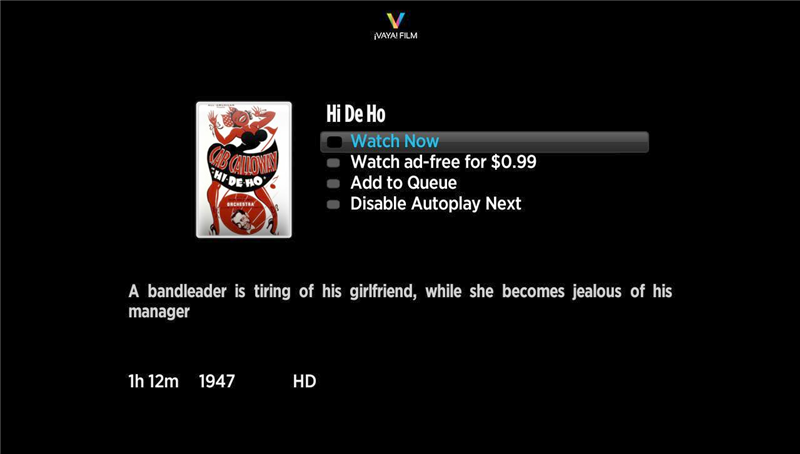 ¡VAYA! FILM
Hi De Ho
Watch Now
Watch ad-free for $0.99
Add to Queue
Disable Autoplay Next
CAB CALLOWAY
HI-DE-HO
ORCHESTRA
A bandleader is tiring of his girlfriend, while she becomes jealous of his
manager
1h 12m 1947 HD